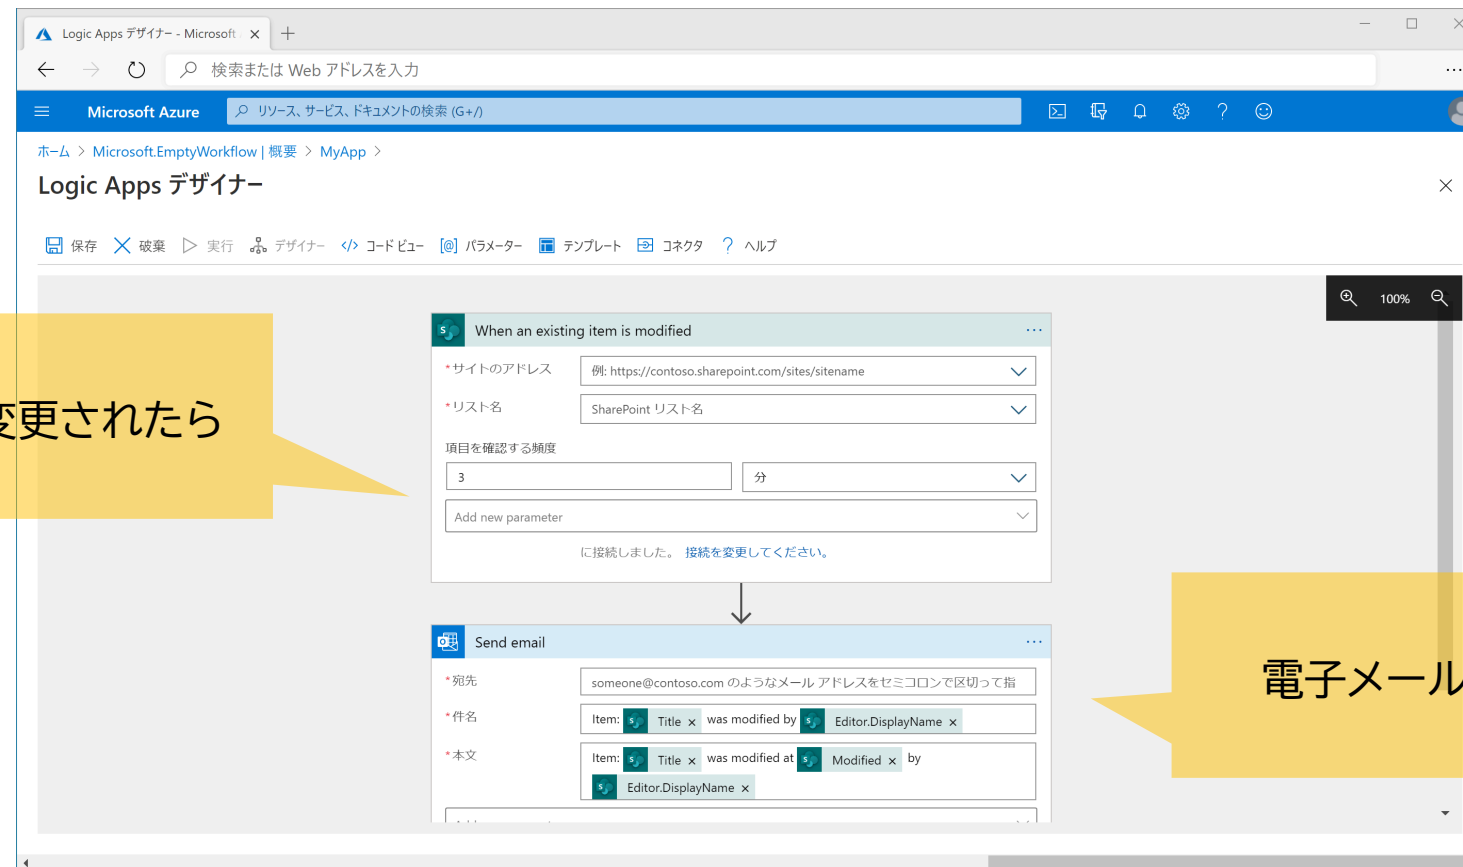 Logic Apps デザイナー - Microsoft
検索または Web アドレスを入力
Microsoft Azure
リソース、サービス、ドキュメントの検索 (G+/)
ホーム > Microsoft.EmptyWorkflow | 概要 > MyApp >
Logic Apps デザイナー
保存 破棄 実行 デザイナー </> コード ビュー [@] パラメーター テンプレート コネクタ ? ヘルプ
100%
変更されたら
When an existing item is modified
*サイトのアドレス
例: https://contoso.sharepoint.com/sites/sitename
*リスト名
SharePoint リスト名
項目を確認する頻度
3
分
Add new parameter
に接続しました。 接続を変更してください。
Send email
*宛先
someone@contoso.com のようなメール アドレスをセミコロンで区切って指
*件名
Item: Title × was modified by Editor.DisplayName ×
*本文
Item: Title × was modified at Modified × by
Editor.DisplayName ×
電子メール